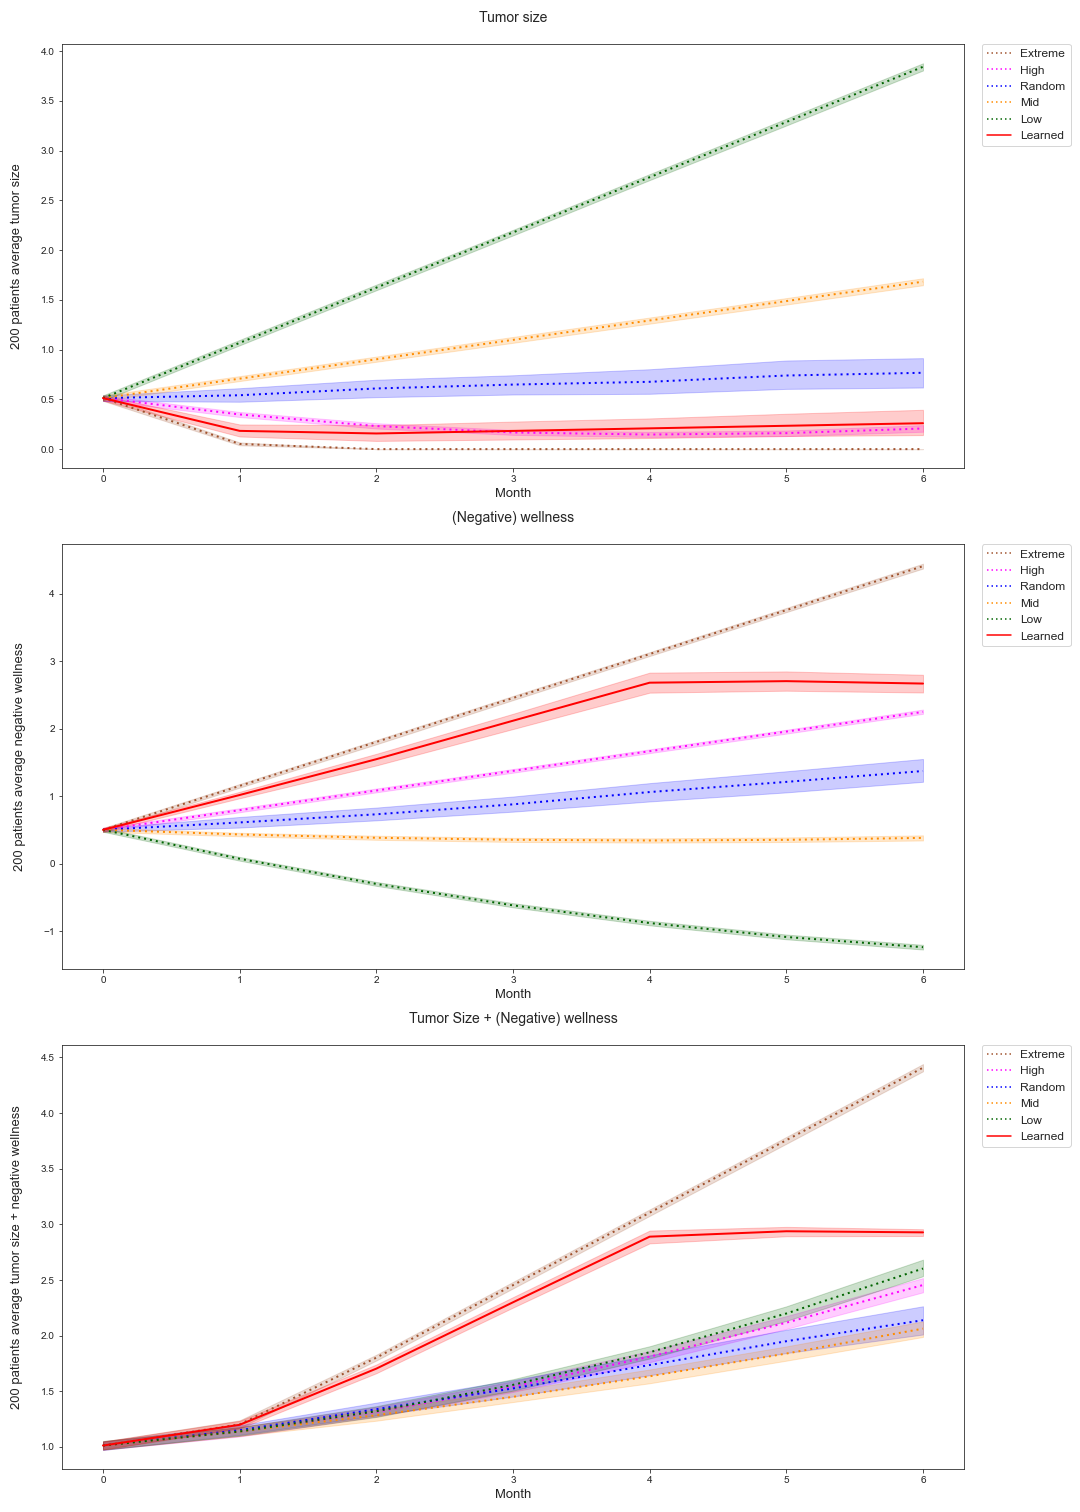 Tumor size
200 patients average tumor size
4.0
3.5
3.0
2.5
2.0
1.5
1.0
0.5
0.0
0 1 2 3 4 5 6
Month
Extreme
High
Random
Mid
Low
Learned
(Negative) wellness
200 patients average negative wellness
4
3
2
1
0
−1
0 1 2 3 4 5 6
Month
Extreme
High
Random
Mid
Low
Learned
Tumor Size + (Negative) wellness
200 patients average tumor size + negative wellness
4.5
4.0
3.5
3.0
2.5
2.0
1.5
1.0
0 1 2 3 4 5 6
Month
Extreme
High
Random
Mid
Low
Learned